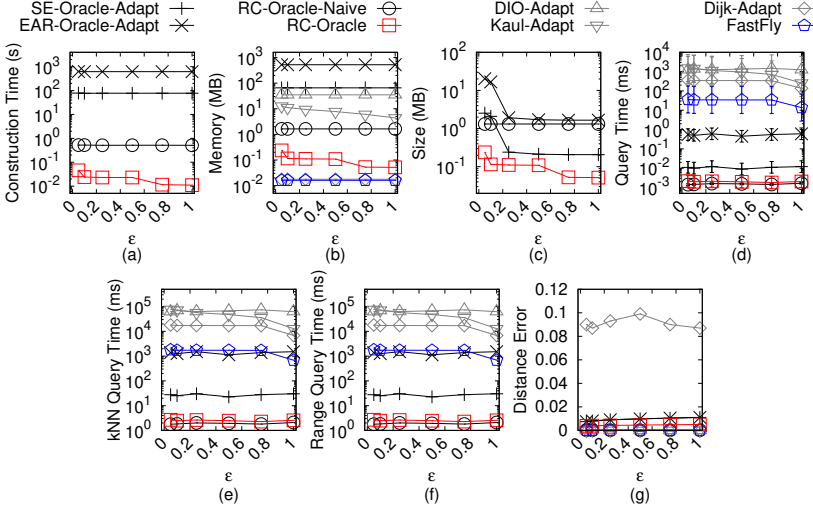 SE-Oracle-Adapt RC-Oracle-Naive DIO-Adapt Dijk-Adapt
EAR-Oracle-Adapt RC-Oracle Kaul-Adapt FastFly
Construction Time (s)
10^3
10^2
10^1
10^0
10^-1
10^-2
0 0.2 0.4 0.6 0.8 1
ε
(a)
Memory (MB)
10^3
10^2
10^1
10^0
10^-1
10^-2
0 0.2 0.4 0.6 0.8 1
ε
(b)
Size (MB)
10^2
10^1
10^0
10^-1
0 0.2 0.4 0.6 0.8 1
ε
(c)
Query Time (ms)
10^4
10^3
10^2
10^1
10^0
10^-1
10^-2
10^-3
0 0.2 0.4 0.6 0.8 1
ε
(d)
kNN Query Time (ms)
10^5
10^4
10^3
10^2
10^1
10^0
0 0.2 0.4 0.6 0.8 1
ε
(e)
Range Query Time (ms)
10^5
10^4
10^3
10^2
10^1
10^0
0 0.2 0.4 0.6 0.8 1
ε
(f)
Distance Error
0.12
0.1
0.08
0.06
0.04
0.02
0
0 0.2 0.4 0.6 0.8 1
ε
(g)